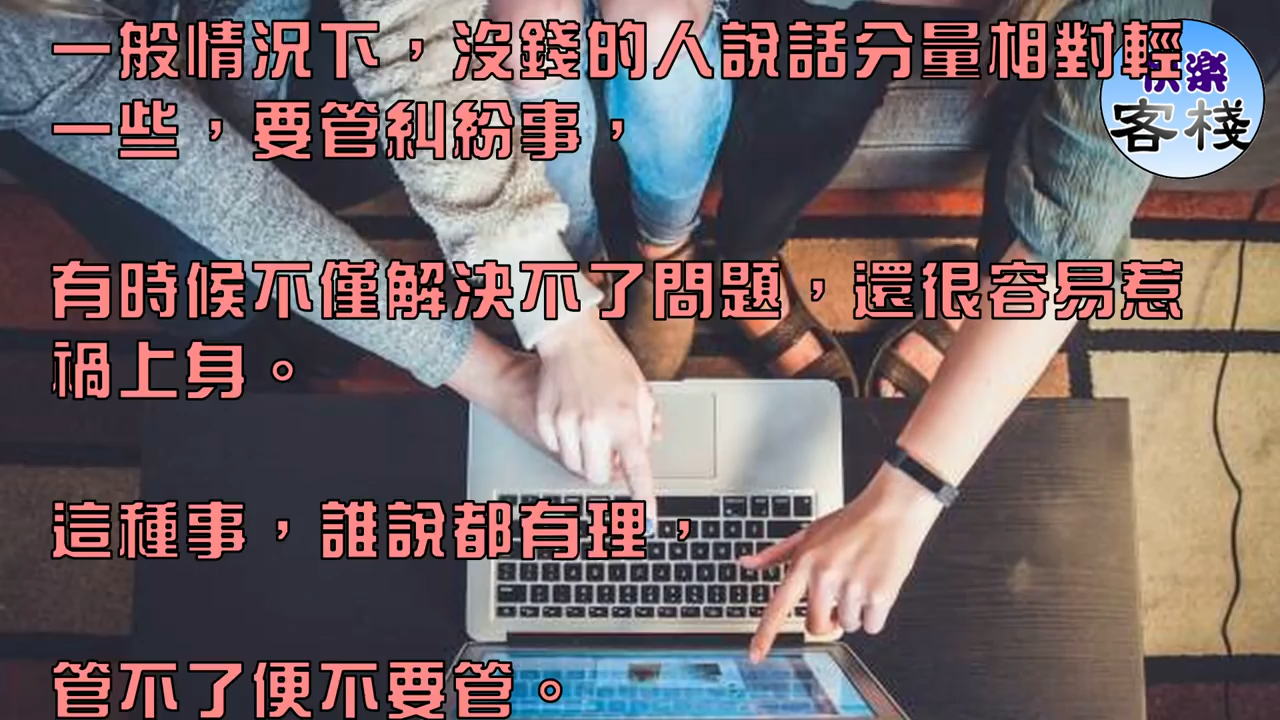 一般情況下，沒錢的人說話分量相對輕
一些，要管糾紛事，
有時候不僅解決不了問題，還很容易惹
禍上身。
這種事，誰說都有理，
管不了便不要管。
客棧